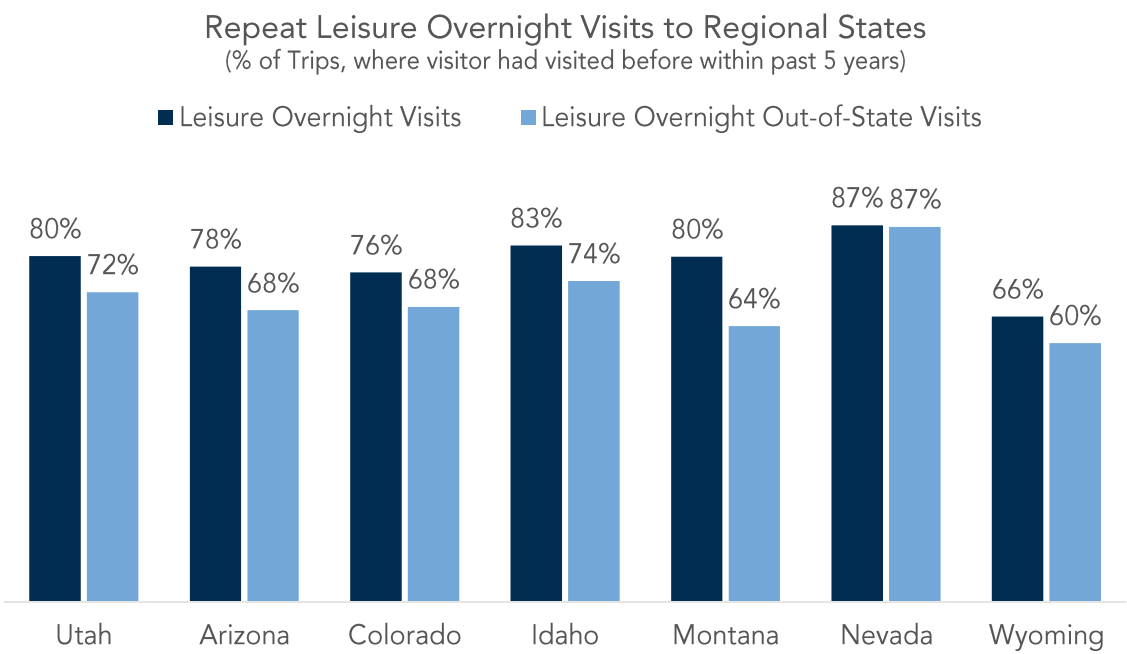 Repeat Leisure Overnight Visits to Regional States
(% of Trips, where visitor had visited before within past 5 years)
Leisure Overnight Visits Leisure Overnight Out-of-State Visits
80% 72% 78% 68% 76% 68% 83% 74% 80% 64% 87% 87% 66% 60%
Utah Arizona Colorado Idaho Montana Nevada Wyoming